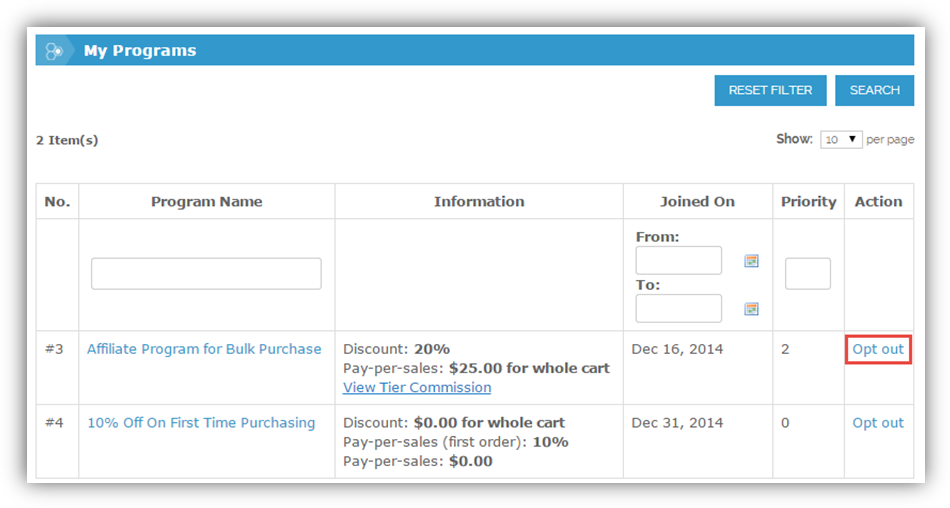 My Programs
RESET FILTER SEARCH
2 Item(s) Show: 10 per page
No. Program Name Information Joined On Priority Action
From:
To:
#3 Affiliate Program for Bulk Purchase Discount: 20% Dec 16, 2014 2 Opt out
Pay-per-sales: $25.00 for whole cart
View Tier Commission
#4 10% Off On First Time Purchasing Discount: $0.00 for whole cart Dec 31, 2014 0 Opt out
Pay-per-sales (first order): 10%
Pay-per-sales: $0.00